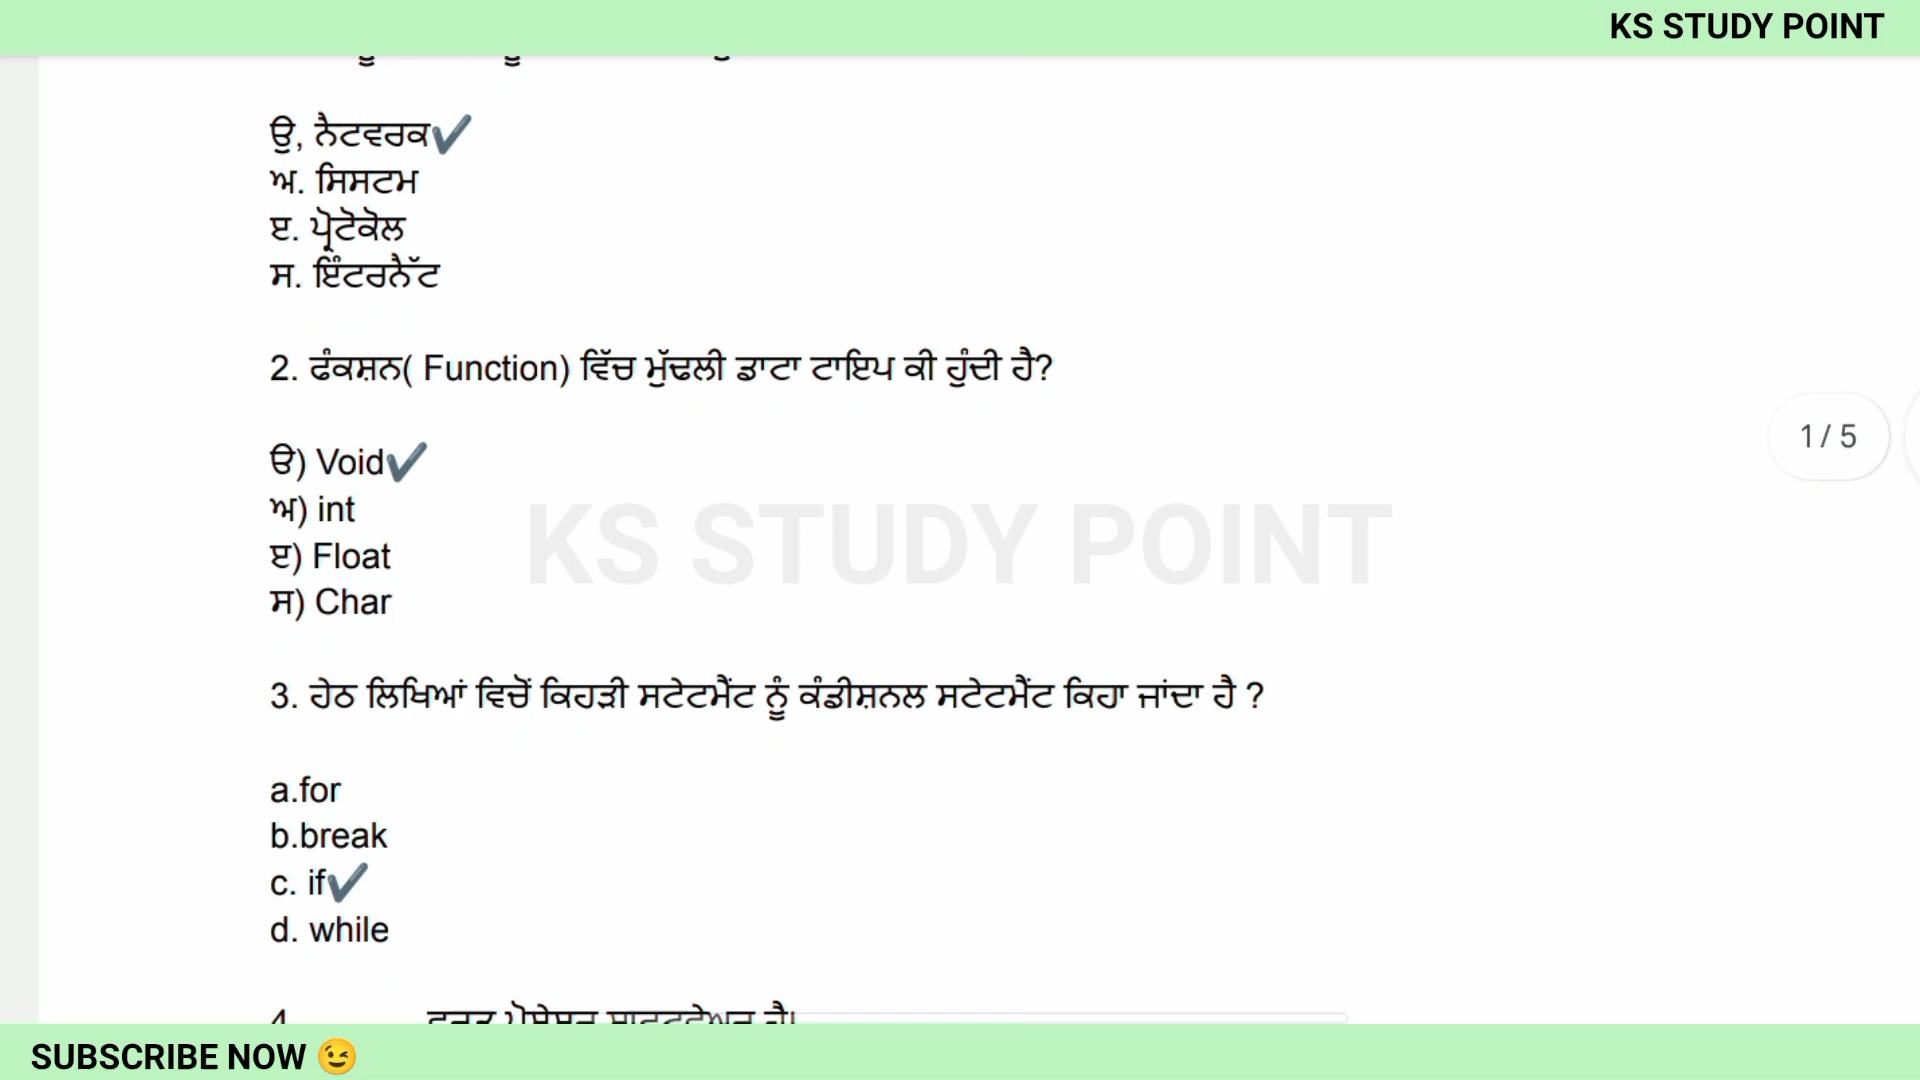 KS STUDY POINT
ੳ, ਨੈਟਵਰਕ✔
ਅ. ਸਿਸਟਮ
ੲ. ਪ੍ਰੋਟੋਕੋਲ
ਸ. ਇੰਟਰਨੈੱਟ
2. ਫੰਕਸ਼ਨ( Function) ਵਿੱਚ ਮੁੱਢਲੀ ਡਾਟਾ ਟਾਇਪ ਕੀ ਹੁੰਦੀ ਹੈ?
ੳ) Void✔
ਅ) int
ੲ) Float
ਸ) Char
KS STUDY POINT
1 / 5
3. ਹੇਠ ਲਿਖਿਆਂ ਵਿਚੋਂ ਕਿਹੜੀ ਸਟੇਟਮੈਂਟ ਨੂੰ ਕੰਡੀਸ਼ਨਲ ਸਟੇਟਮੈਂਟ ਕਿਹਾ ਜਾਂਦਾ ਹੈ ?
a.for
b.break
c. if✔
d. while
SUBSCRIBE NOW 😉